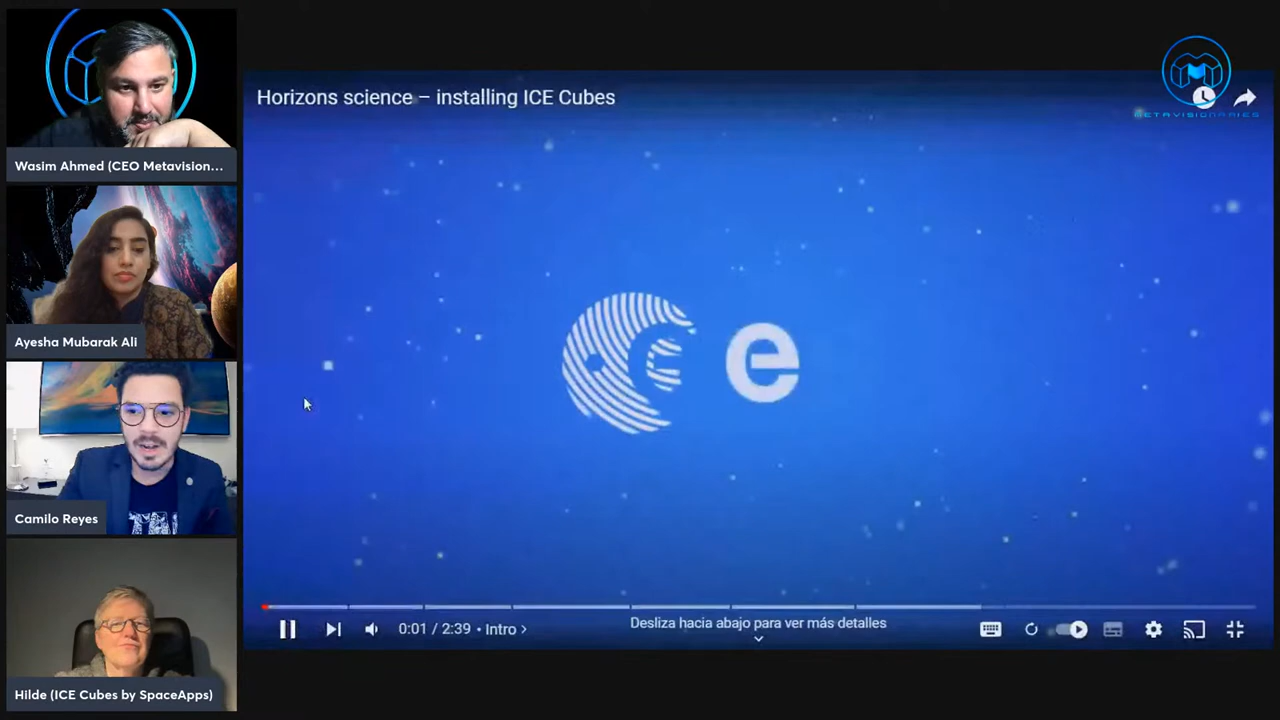 Wasim Ahmed (CEO Metavision...
Ayesha Mubarak Ali
Camilo Reyes
Hilde (ICE Cubes by SpaceApps)
Horizons science – installing ICE Cubes
METAVISIONARIES
e
0:01 / 2:39 • Intro >
Desliza hacia abajo para ver más detalles